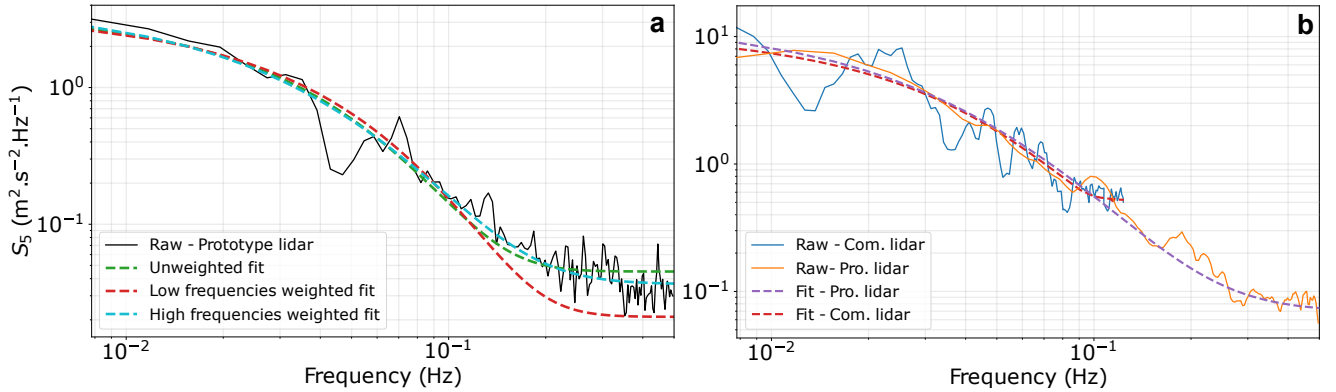 a
10⁰
10⁻¹
S₅ (m².s⁻².Hz⁻¹)
Raw - Prototype lidar
Unweighted fit
Low frequencies weighted fit
High frequencies weighted fit
10⁻² 10⁻¹
Frequency (Hz)
b
10¹
10⁰
10⁻¹
Raw - Com. lidar
Raw- Pro. lidar
Fit - Pro. lidar
Fit - Com. lidar
10⁻² 10⁻¹
Frequency (Hz)